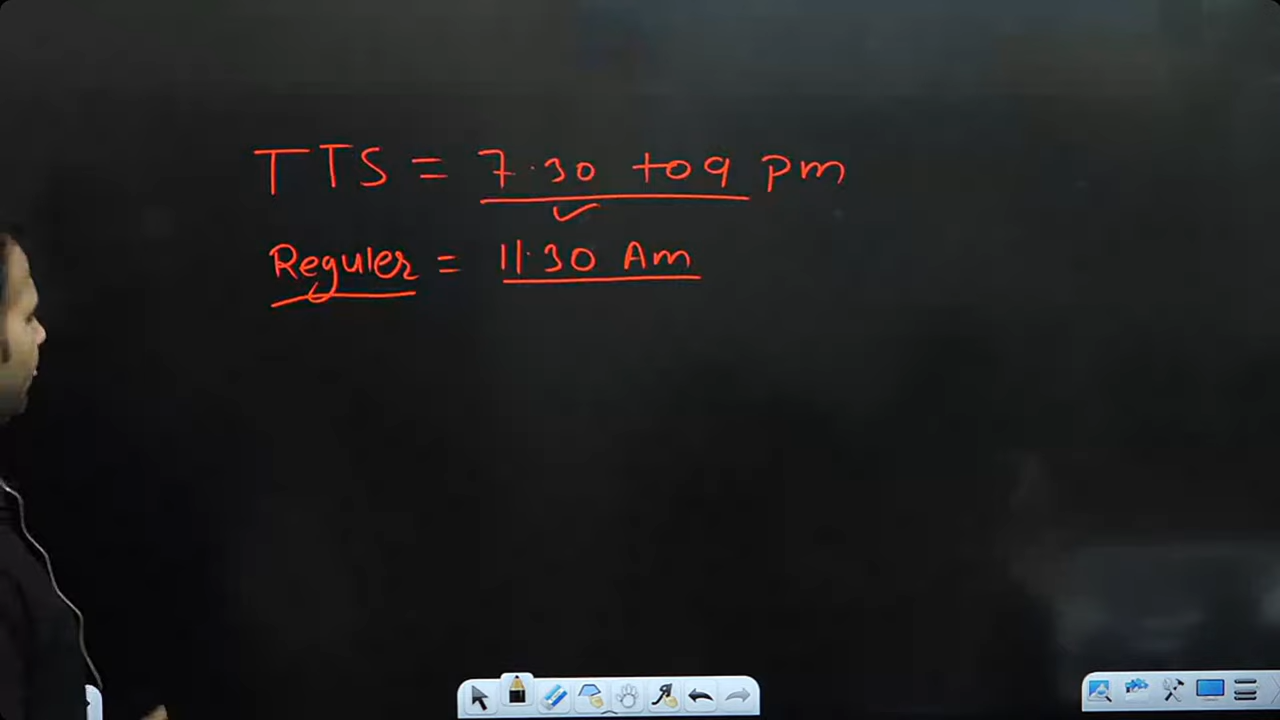 TTS = 7.30 to 9 pm
Reguler = 11.30 Am